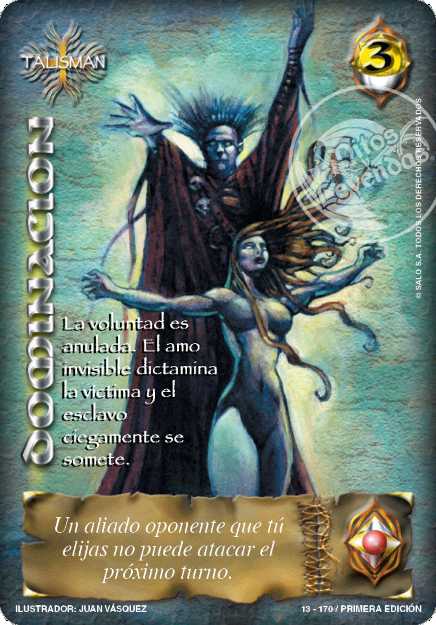 TALISMAN
3
DOMINACION
© SALO S.A. TODOS LOS DERECHOS RESERVADOS
La voluntad es
anulada. El amo
invisible dictamina
la victima y el
esclavo
ciegamente se
somete.
Un aliado oponente que tú
elijas no puede atacar el
próximo turno.
ILUSTRADOR: JUAN VÁSQUEZ
13 - 170 / PRIMERA EDICIÓN